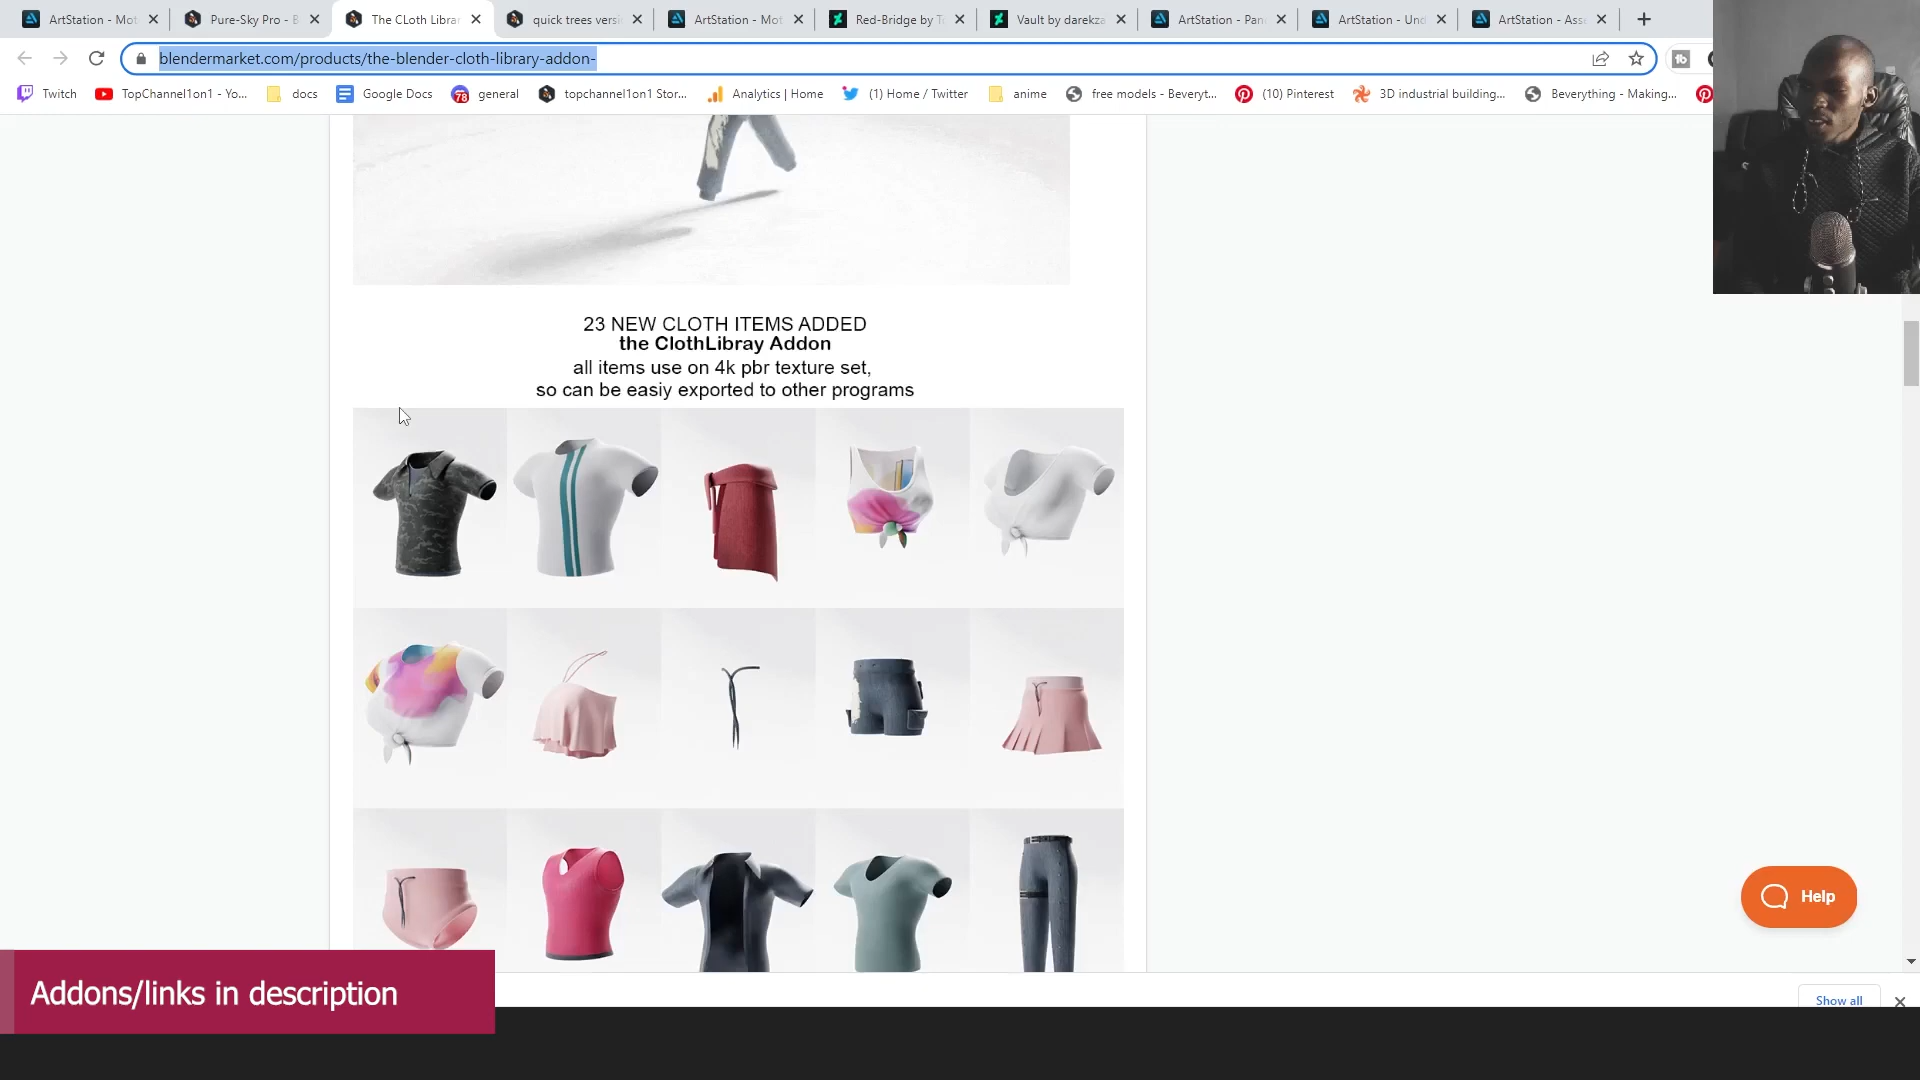 ArtStation - Mot
Pure-Sky Pro - B
The CLoth Librar
quick trees versi
ArtStation - Mot
Red-Bridge by T
Vault by darekza
ArtStation - Pan
ArtStation - Unt
ArtStation - Ass
blendermarket.com/products/the-blender-cloth-library-addon-
Twitch
TopChannel1on1 - Yo...
docs
Google Docs
78
general
topchannel1on1 Stor...
Analytics | Home
(1) Home / Twitter
anime
free models - Beveryt...
(10) Pinterest
3D industrial building...
Beverything - Making...
23 NEW CLOTH ITEMS ADDED
the ClothLibray Addon
all items use on 4k pbr texture set,
so can be easiy exported to other programs
Help
Addons/links in description
Show all